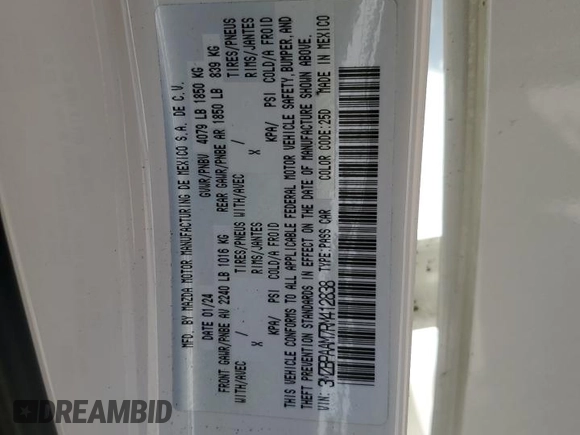 MFD. BY MAZDA MOTOR MANUFACTURING DE MEXICO S.A. DE C.V.
DATE 01/24 GVWR/PNBV 4079 LB 1850 KG
FRONT GAWR/PNBE AV 2240 LB 1016 KG REAR GAWR/PNBE AR 1850 LB 839 KG
WITH/AVEC / TIRES/PNEUS WITH/AVEC / TIRES/PNEUS
X RIMS/JANTES X RIMS/JANTES
KPA/ PSI COLD/A FROID KPA/ PSI COLD/A FROID
THIS VEHICLE CONFORMS TO ALL APPLICABLE FEDERAL MOTOR VEHICLE SAFETY, BUMPER, AND
THEFT PREVENTION STANDARDS IN EFFECT ON THE DATE OF MANUFACTURE SHOWN ABOVE.
VIN: 3MZBPAAM7RM412838 TYPE:PASS CAR COLOR CODE:25D MADE IN MEXICO
DREAMBID